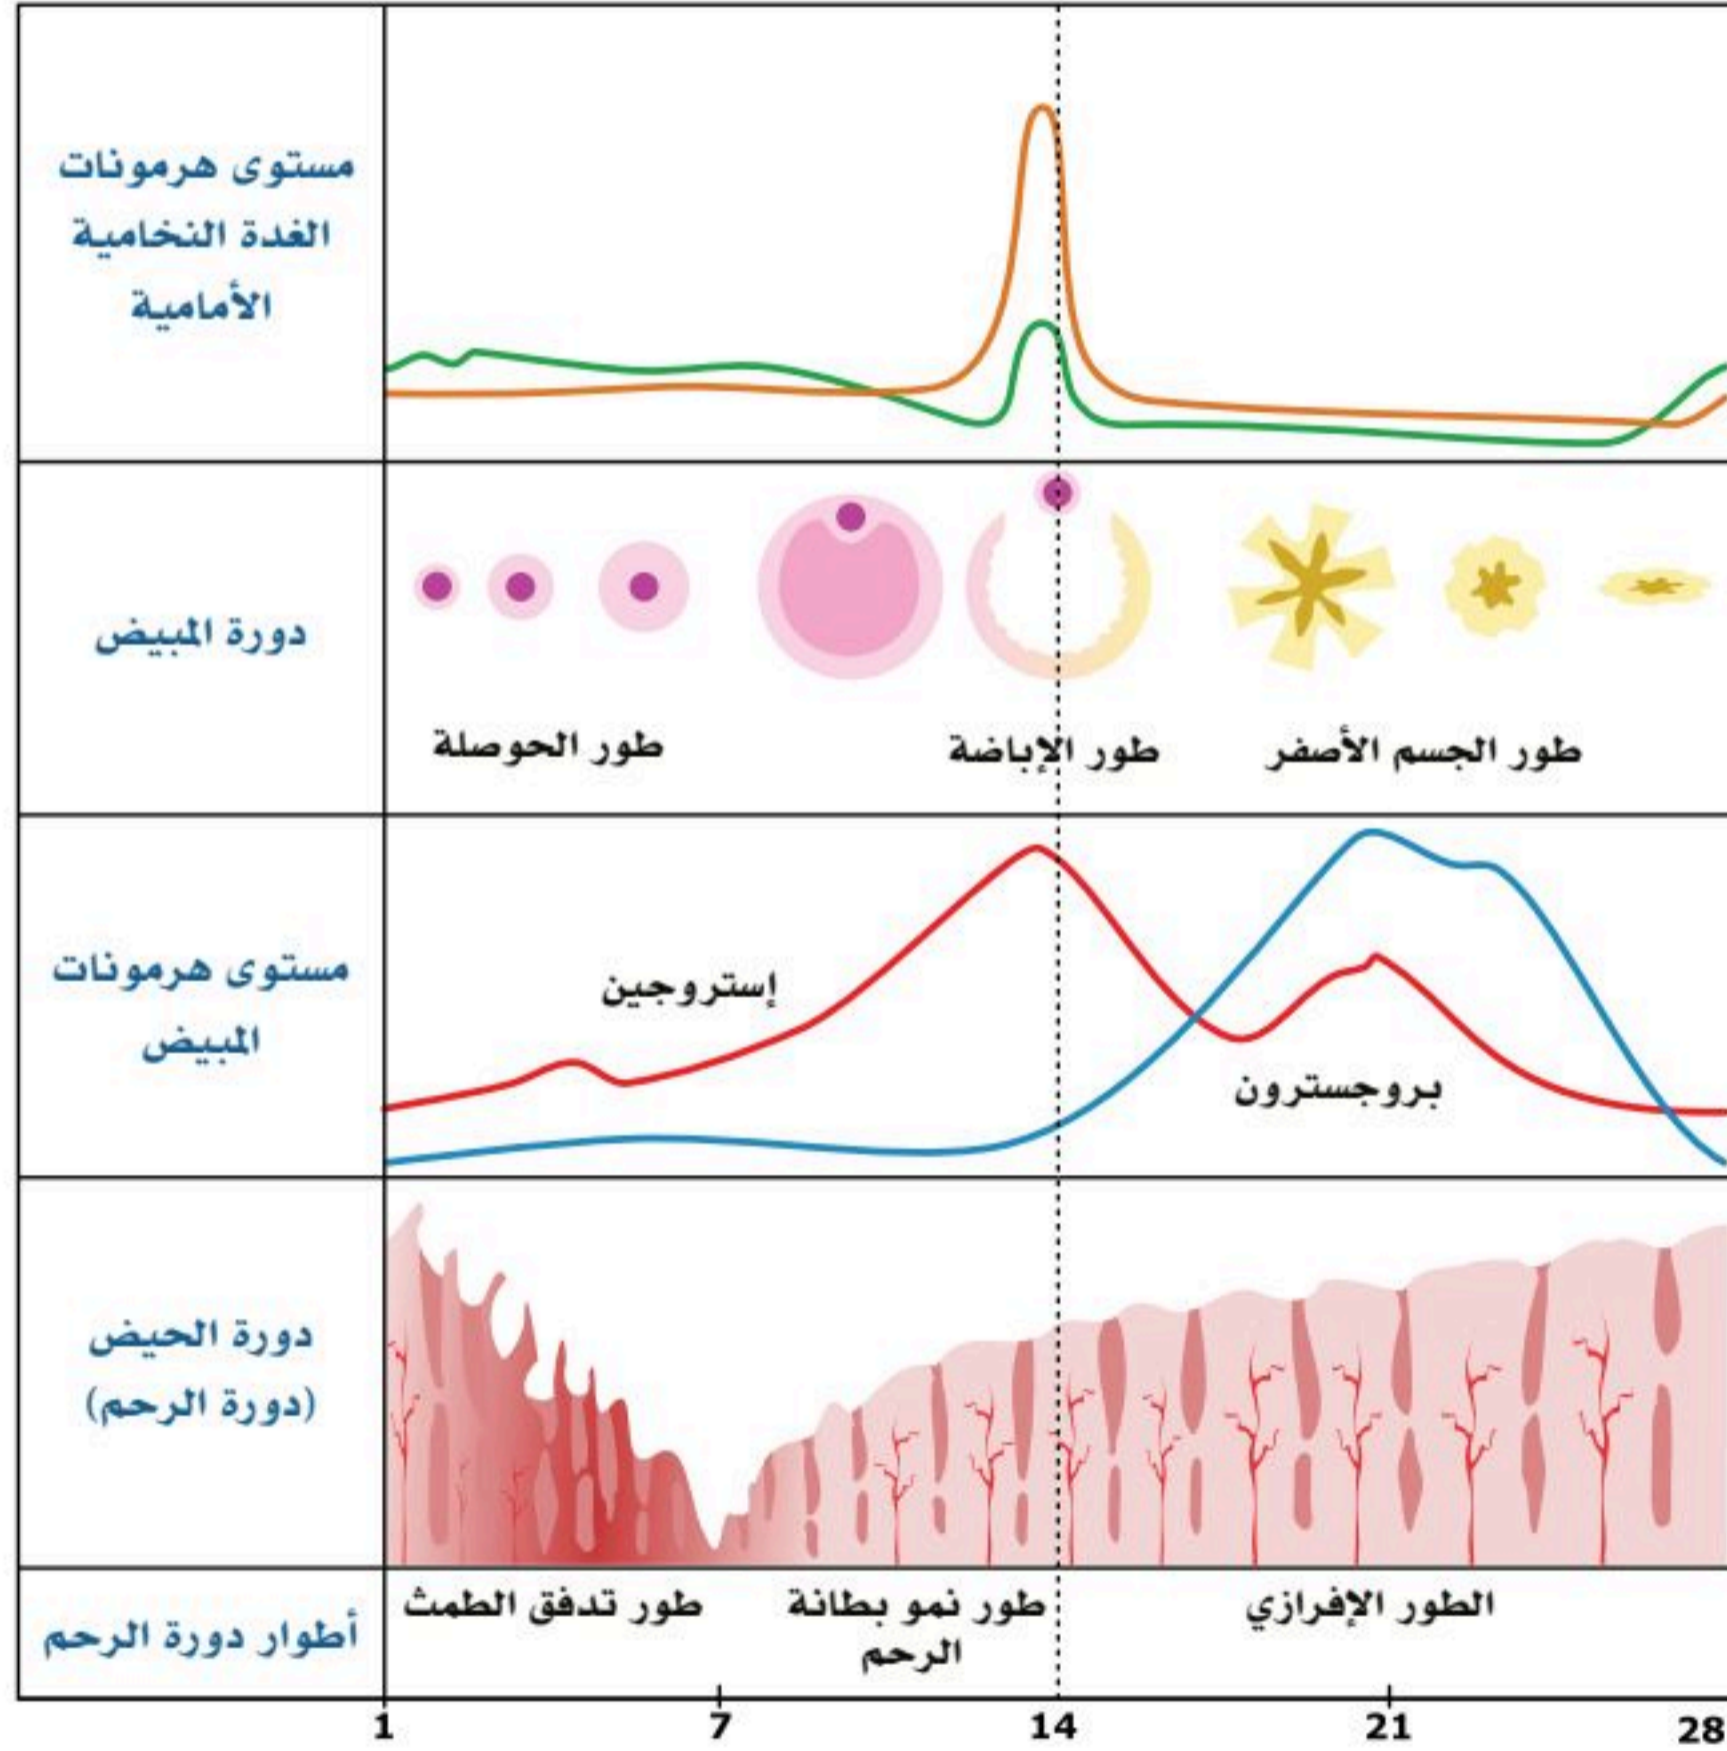 مستوى هرمونات
الغدة النخامية
الأمامية
دورة المبيض
طور الحوصلة
طور الإباضة
طور الجسم الأصفر
مستوى هرمونات
المبيض
إستروجين
بروجسترون
دورة الحيض
(دورة الرحم)
أطوار دورة الرحم
طور تدفق الطمث
طور نمو بطانة
الرحم
الطور الإفرازي
1 7 14 21 28